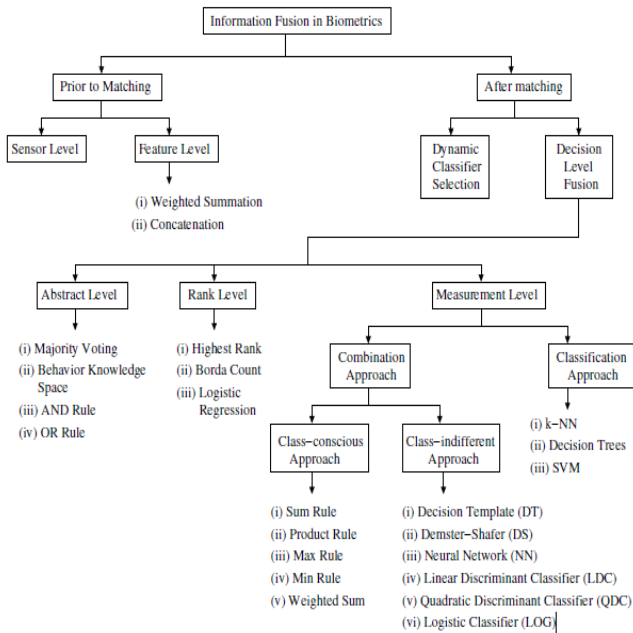 Information Fusion in Biometrics
Prior to Matching
After matching
Sensor Level
Feature Level
Dynamic
Classifier
Selection
Decision
Level
Fusion
(i) Weighted Summation
(ii) Concatenation
Abstract Level
Rank Level
Measurement Level
(i) Majority Voting
(ii) Behavior Knowledge
Space
(iii) AND Rule
(iv) OR Rule
(i) Highest Rank
(ii) Borda Count
(iii) Logistic
Regression
Combination
Approach
Classification
Approach
(i) k-NN
(ii) Decision Trees
(iii) SVM
Class-conscious
Approach
Class-indifferent
Approach
(i) Sum Rule
(ii) Product Rule
(iii) Max Rule
(iv) Min Rule
(v) Weighted Sum
(i) Decision Template (DT)
(ii) Demster-Shafer (DS)
(iii) Neural Network (NN)
(iv) Linear Discriminant Classifier (LDC)
(v) Quadratic Discriminant Classifier (QDC)
(vi) Logistic Classifier (LOG)